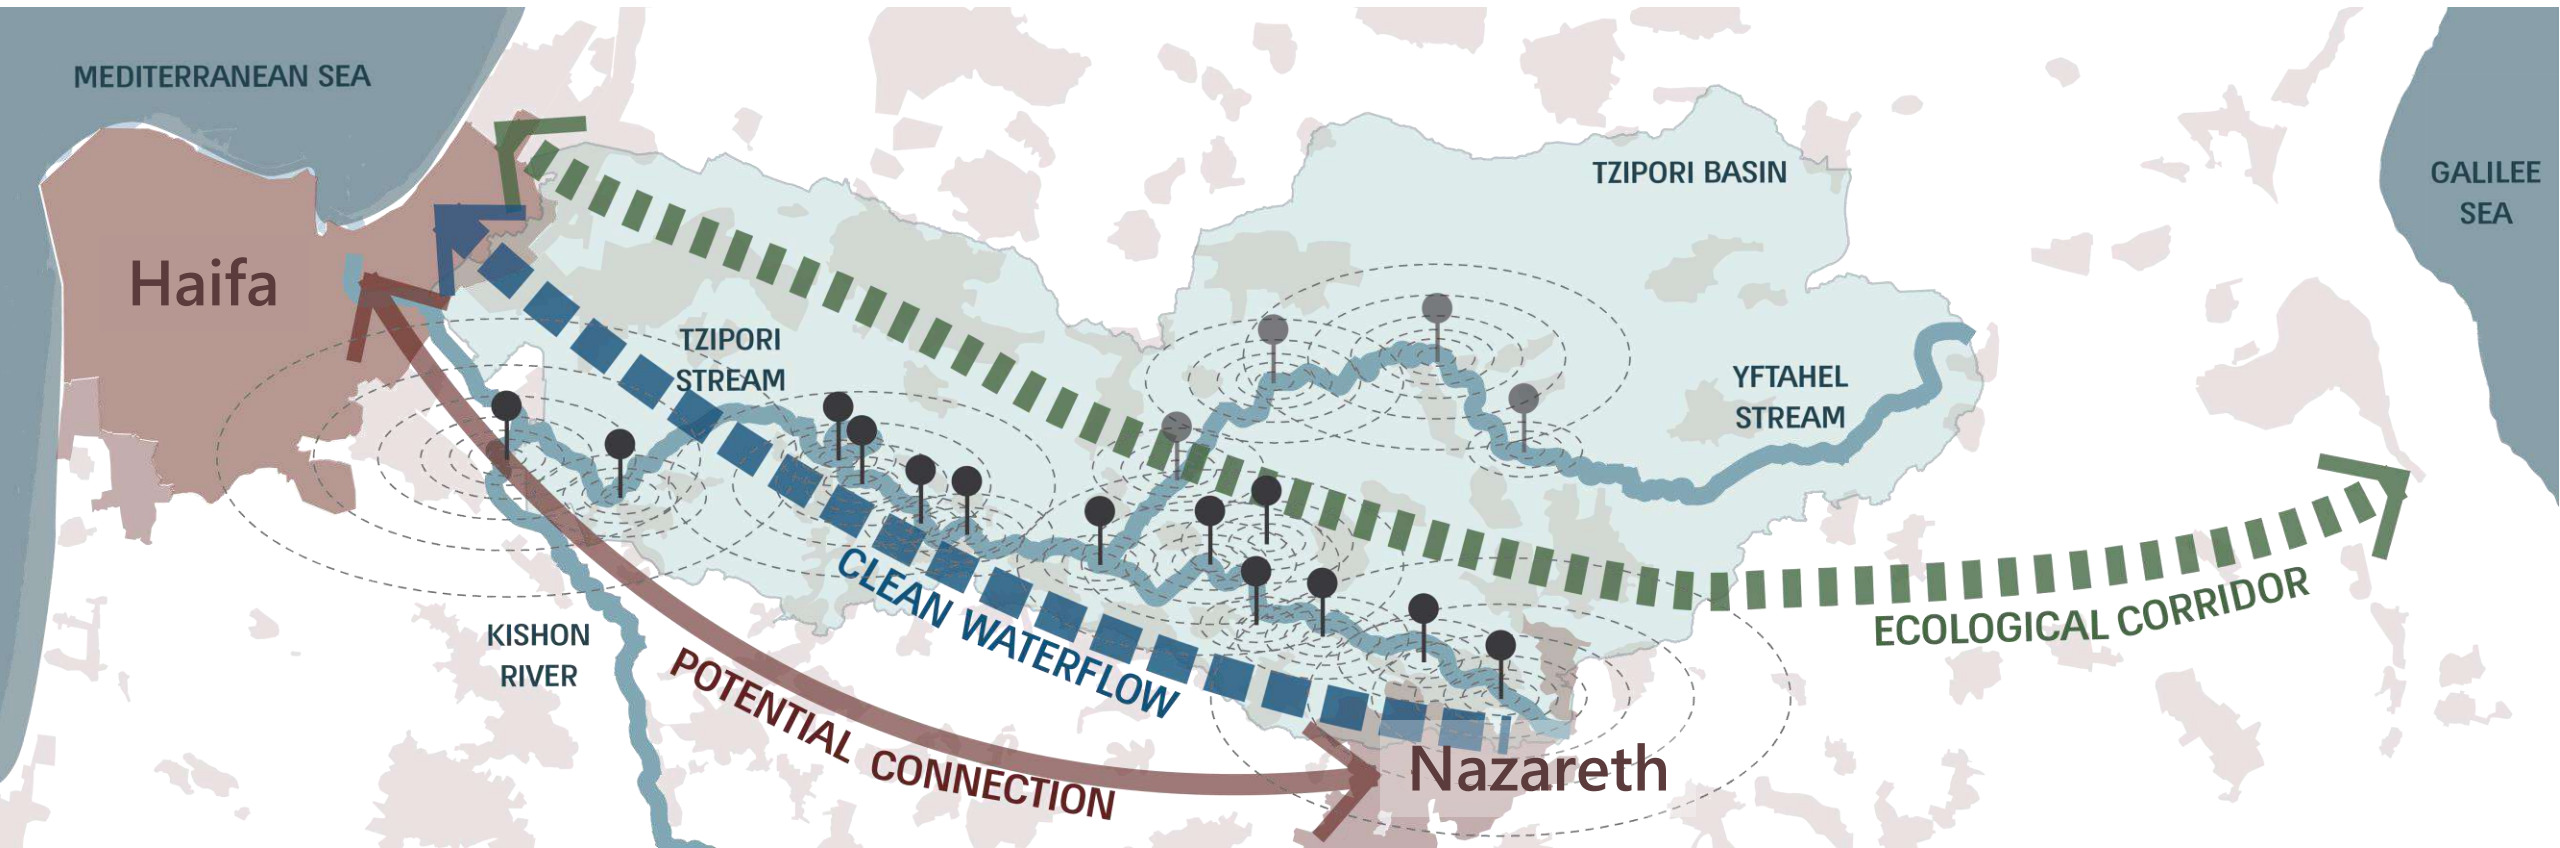 MEDITERRANEAN SEA
TZIPORI BASIN
GALILEE
SEA
Haifa
TZIPORI
STREAM
YFTAHEL
STREAM
CLEAN WATERFLOW
ECOLOGICAL CORRIDOR
KISHON
RIVER
POTENTIAL CONNECTION
Nazareth